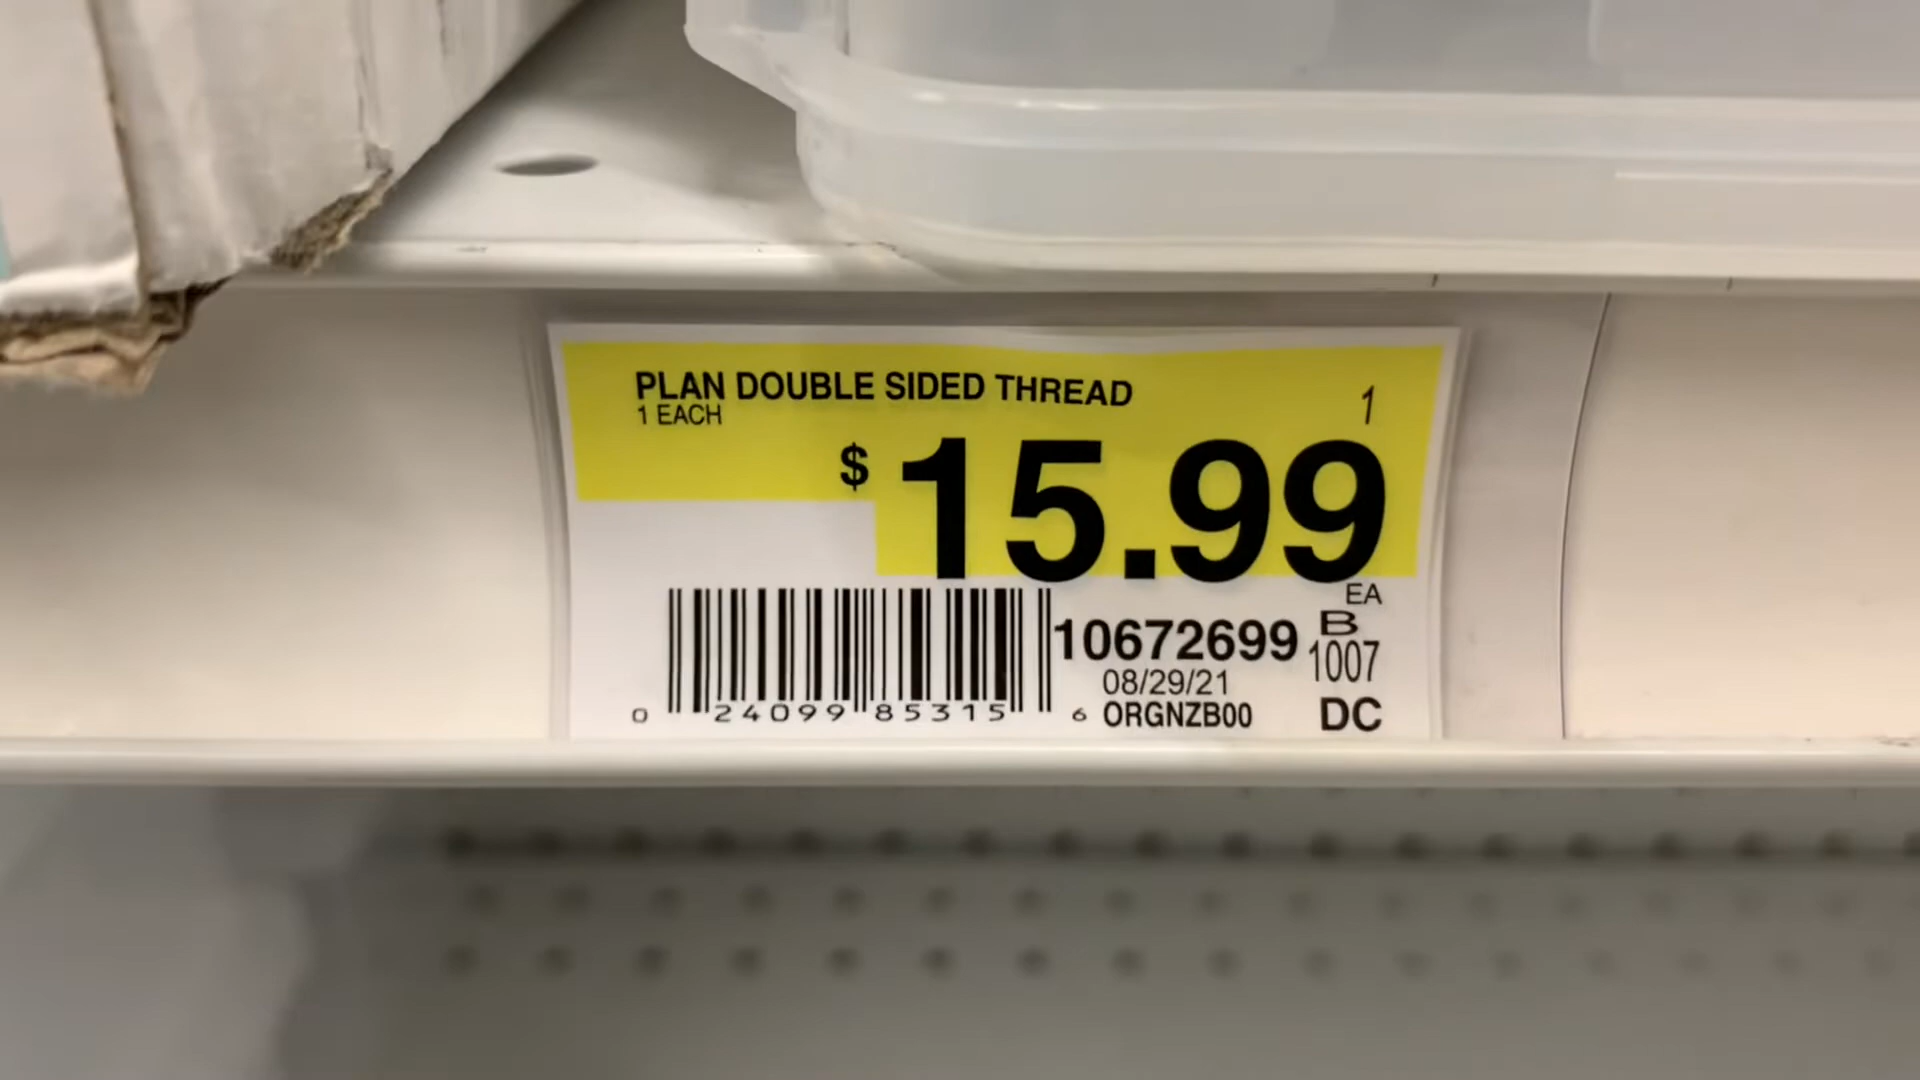 PLAN DOUBLE SIDED THREAD
1 EACH
1
$ 15.99
EA
10672699
B
1007
08/29/21
0 24099 85315 6
ORGNZB00
DC